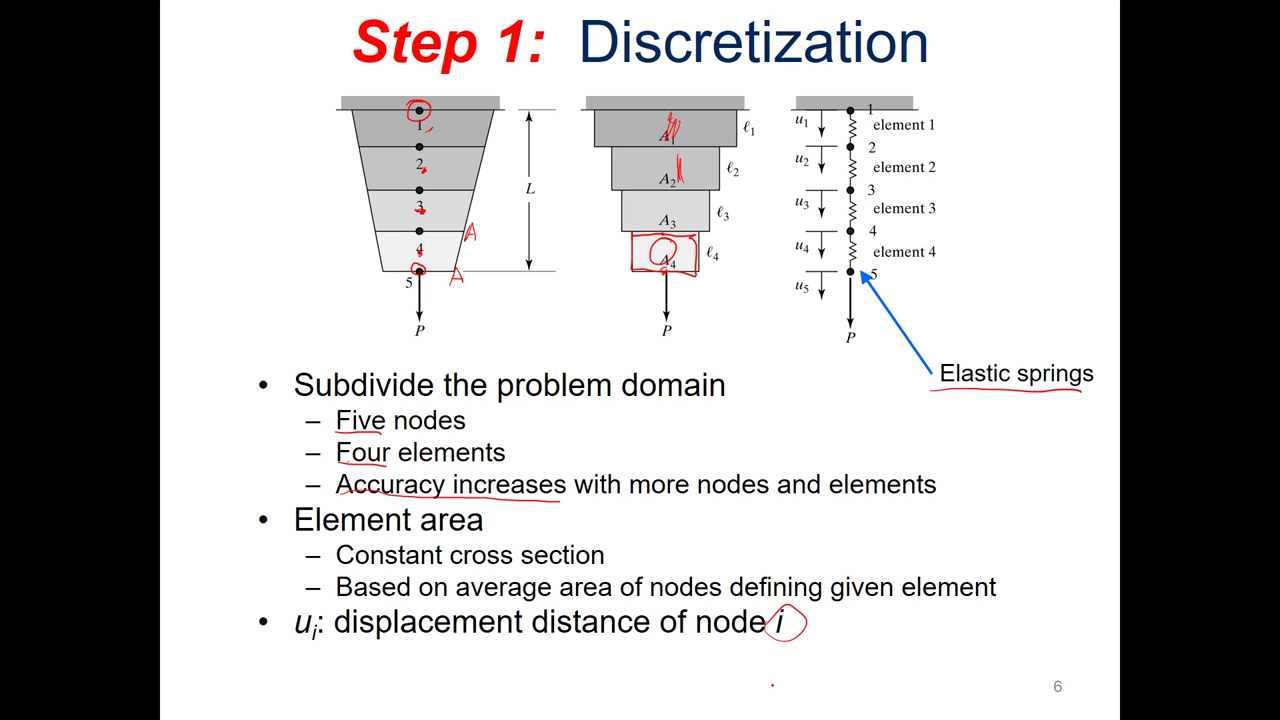 Step 1: Discretization
1
2
3
4
5
P
A
A
L
A1
A2
A3
A4
ℓ1
ℓ2
ℓ3
ℓ4
P
u1
u2
u3
u4
u5
1
element 1
2
element 2
3
element 3
4
element 4
5
P
Elastic springs
• Subdivide the problem domain
– Five nodes
– Four elements
– Accuracy increases with more nodes and elements
• Element area
– Constant cross section
– Based on average area of nodes defining given element
• ui: displacement distance of node i
6